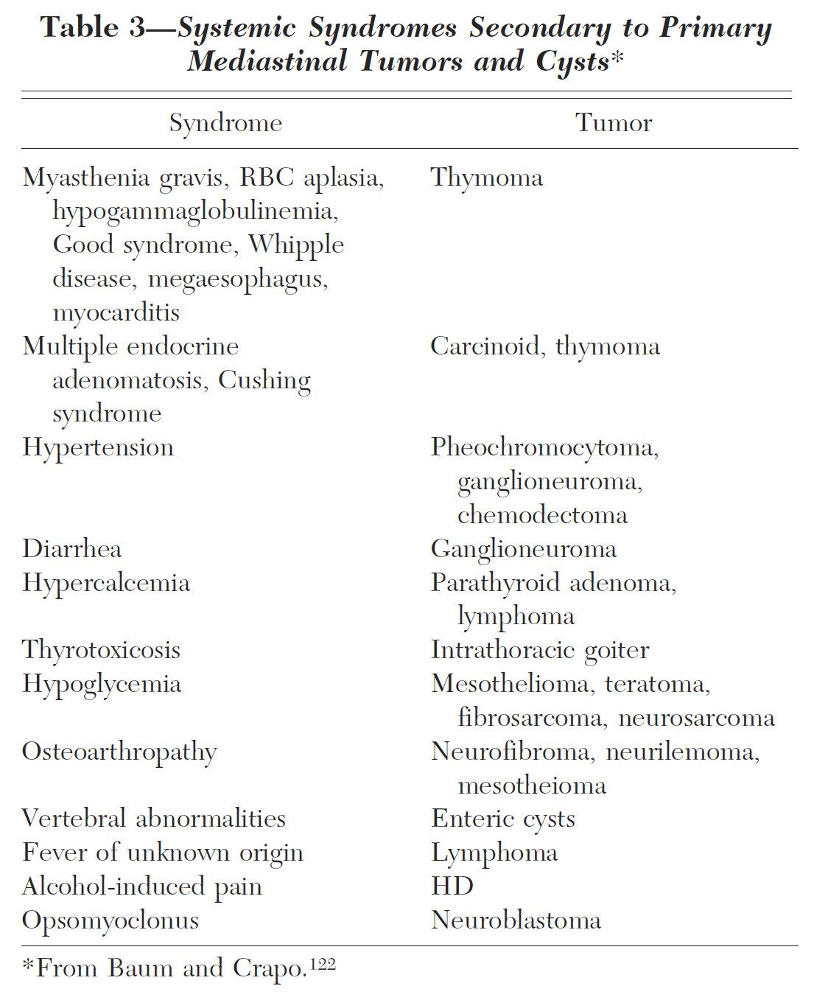 Table 3—Systemic Syndromes Secondary to Primary
Mediastinal Tumors and Cysts*
Syndrome Tumor
Myasthenia gravis, RBC aplasia, Thymoma
hypogammaglobulinemia,
Good syndrome, Whipple
disease, megaesophagus,
myocarditis
Multiple endocrine Carcinoid, thymoma
adenomatosis, Cushing
syndrome
Hypertension Pheochromocytoma,
ganglioneuroma,
chemodectoma
Diarrhea Ganglioneuroma
Hypercalcemia Parathyroid adenoma,
lymphoma
Thyrotoxicosis Intrathoracic goiter
Hypoglycemia Mesothelioma, teratoma,
fibrosarcoma, neurosarcoma
Osteoarthropathy Neurofibroma, neurilemoma,
mesotheioma
Vertebral abnormalities Enteric cysts
Fever of unknown origin Lymphoma
Alcohol-induced pain HD
Opsomyoclonus Neuroblastoma
*From Baum and Crapo.122